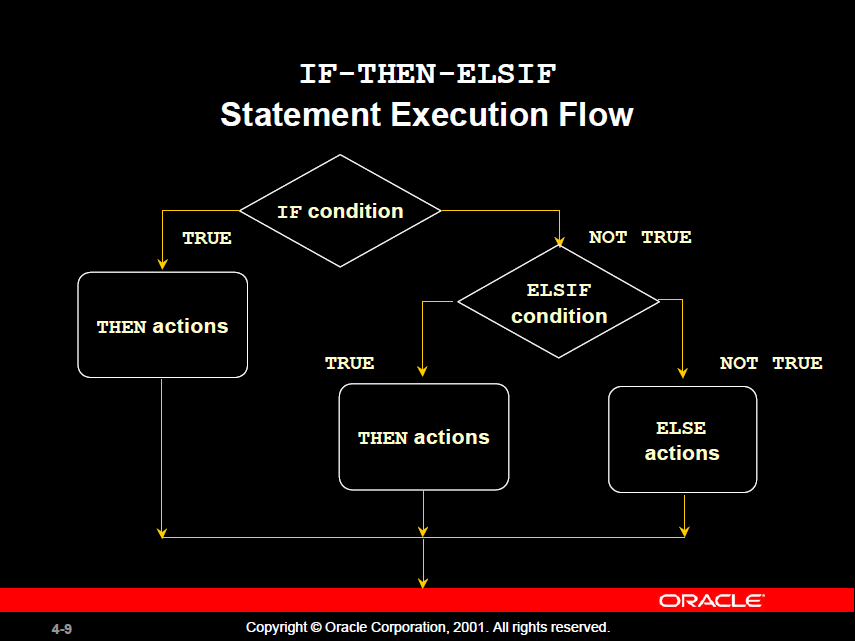 IF-THEN-ELSIF
Statement Execution Flow
IF condition
TRUE
NOT TRUE
ELSIF
condition
THEN actions
TRUE
NOT TRUE
THEN actions
ELSE
actions
ORACLE®
4-9
Copyright © Oracle Corporation, 2001. All rights reserved.